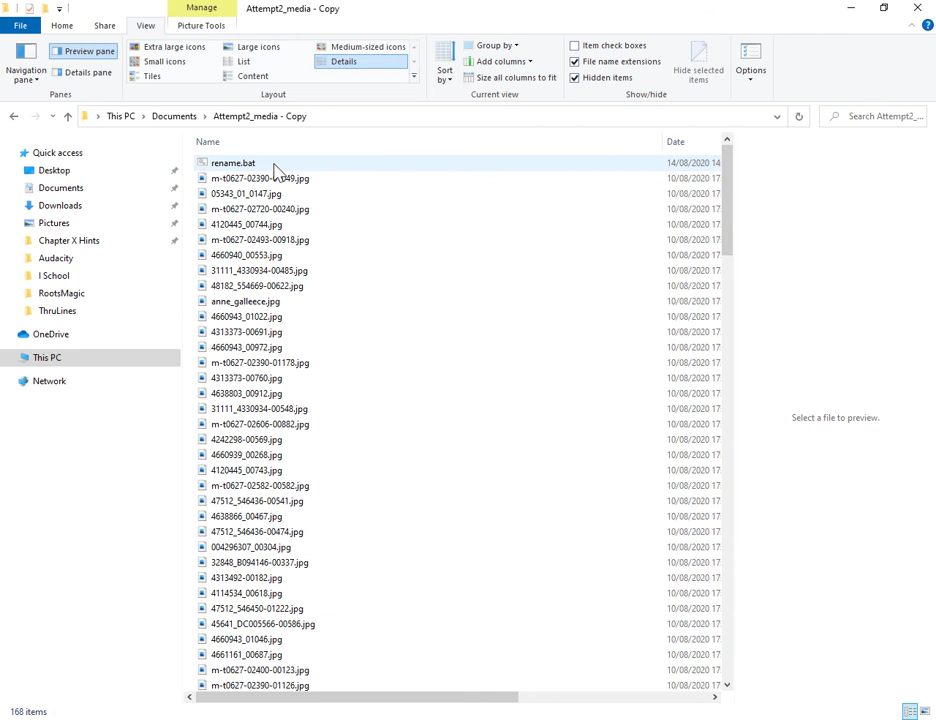 Manage
Attempt2_media - Copy
File
Home
Share
View
Picture Tools
Navigation pane
Preview pane
Details pane
Panes
Extra large icons
Large icons
Medium-sized icons
Small icons
List
Details
Tiles
Content
Layout
Sort by
Group by
Add columns
Size all columns to fit
Current view
Item check boxes
File name extensions
Hidden items
Hide selected items
Show/hide
Options
This PC > Documents > Attempt2_media - Copy
Search Attempt2_...
Name
Date
Quick access
Desktop
Documents
Downloads
Pictures
Chapter X Hints
Audacity
I School
RootsMagic
ThruLines
OneDrive
This PC
Network
rename.bat 14/08/2020 14
10/08/2020 17:
05343_01_0147.jpg 10/08/2020 17:
m-t0627-02720-00240.jpg 10/08/2020 17:
4120445_00744.jpg 10/08/2020 17:
m-t0627-02493-00918.jpg 10/08/2020 17:
4660940_00553.jpg 10/08/2020 17:
31111_4330934-00485.jpg 10/08/2020 17:
48182_554669-00622.jpg 10/08/2020 17:
anne_galleece.jpg 10/08/2020 17:
4660943_01022.jpg 10/08/2020 17:
4313373-00691.jpg 10/08/2020 17:
4660943_00972.jpg 10/08/2020 17:
m-t0627-02390-01178.jpg 10/08/2020 17:
4313373-00760.jpg 10/08/2020 17:
4638803_00912.jpg 10/08/2020 17:
31111_4330934-00548.jpg 10/08/2020 17:
m-t0627-02606-00882.jpg 10/08/2020 17:
4242298-00569.jpg 10/08/2020 17:
4660939_00268.jpg 10/08/2020 17:
4120445_00743.jpg 10/08/2020 17:
m-t0627-02582-00582.jpg 10/08/2020 17:
47512_546436-00541.jpg 10/08/2020 17:
4638866_00467.jpg 10/08/2020 17:
47512_546436-00474.jpg 10/08/2020 17:
004296307_00304.jpg 10/08/2020 17:
32848_B094146-00337.jpg 10/08/2020 17:
4313492-00182.jpg 10/08/2020 17:
4114534_00618.jpg 10/08/2020 17:
47512_546450-01222.jpg 10/08/2020 17:
45641_DC005566-00586.jpg 10/08/2020 17:
4660943_01046.jpg 10/08/2020 17:
4661161_00687.jpg 10/08/2020 17:
m-t0627-02400-00123.jpg 10/08/2020 17:
m-t0627-02390-01126.jpg 10/08/2020 17:
Select a file to preview.
168 items